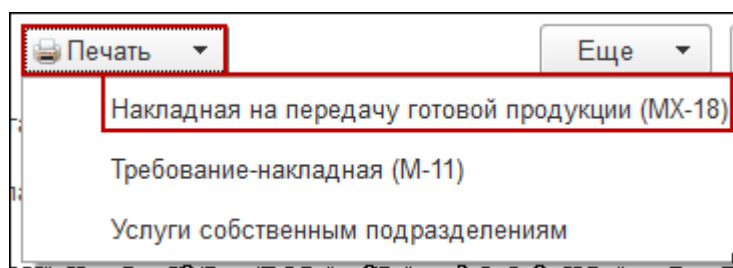 Печать Еще
Накладная на передачу готовой продукции (МХ-18)
Требование-накладная (М-11)
Услуги собственным подразделениям